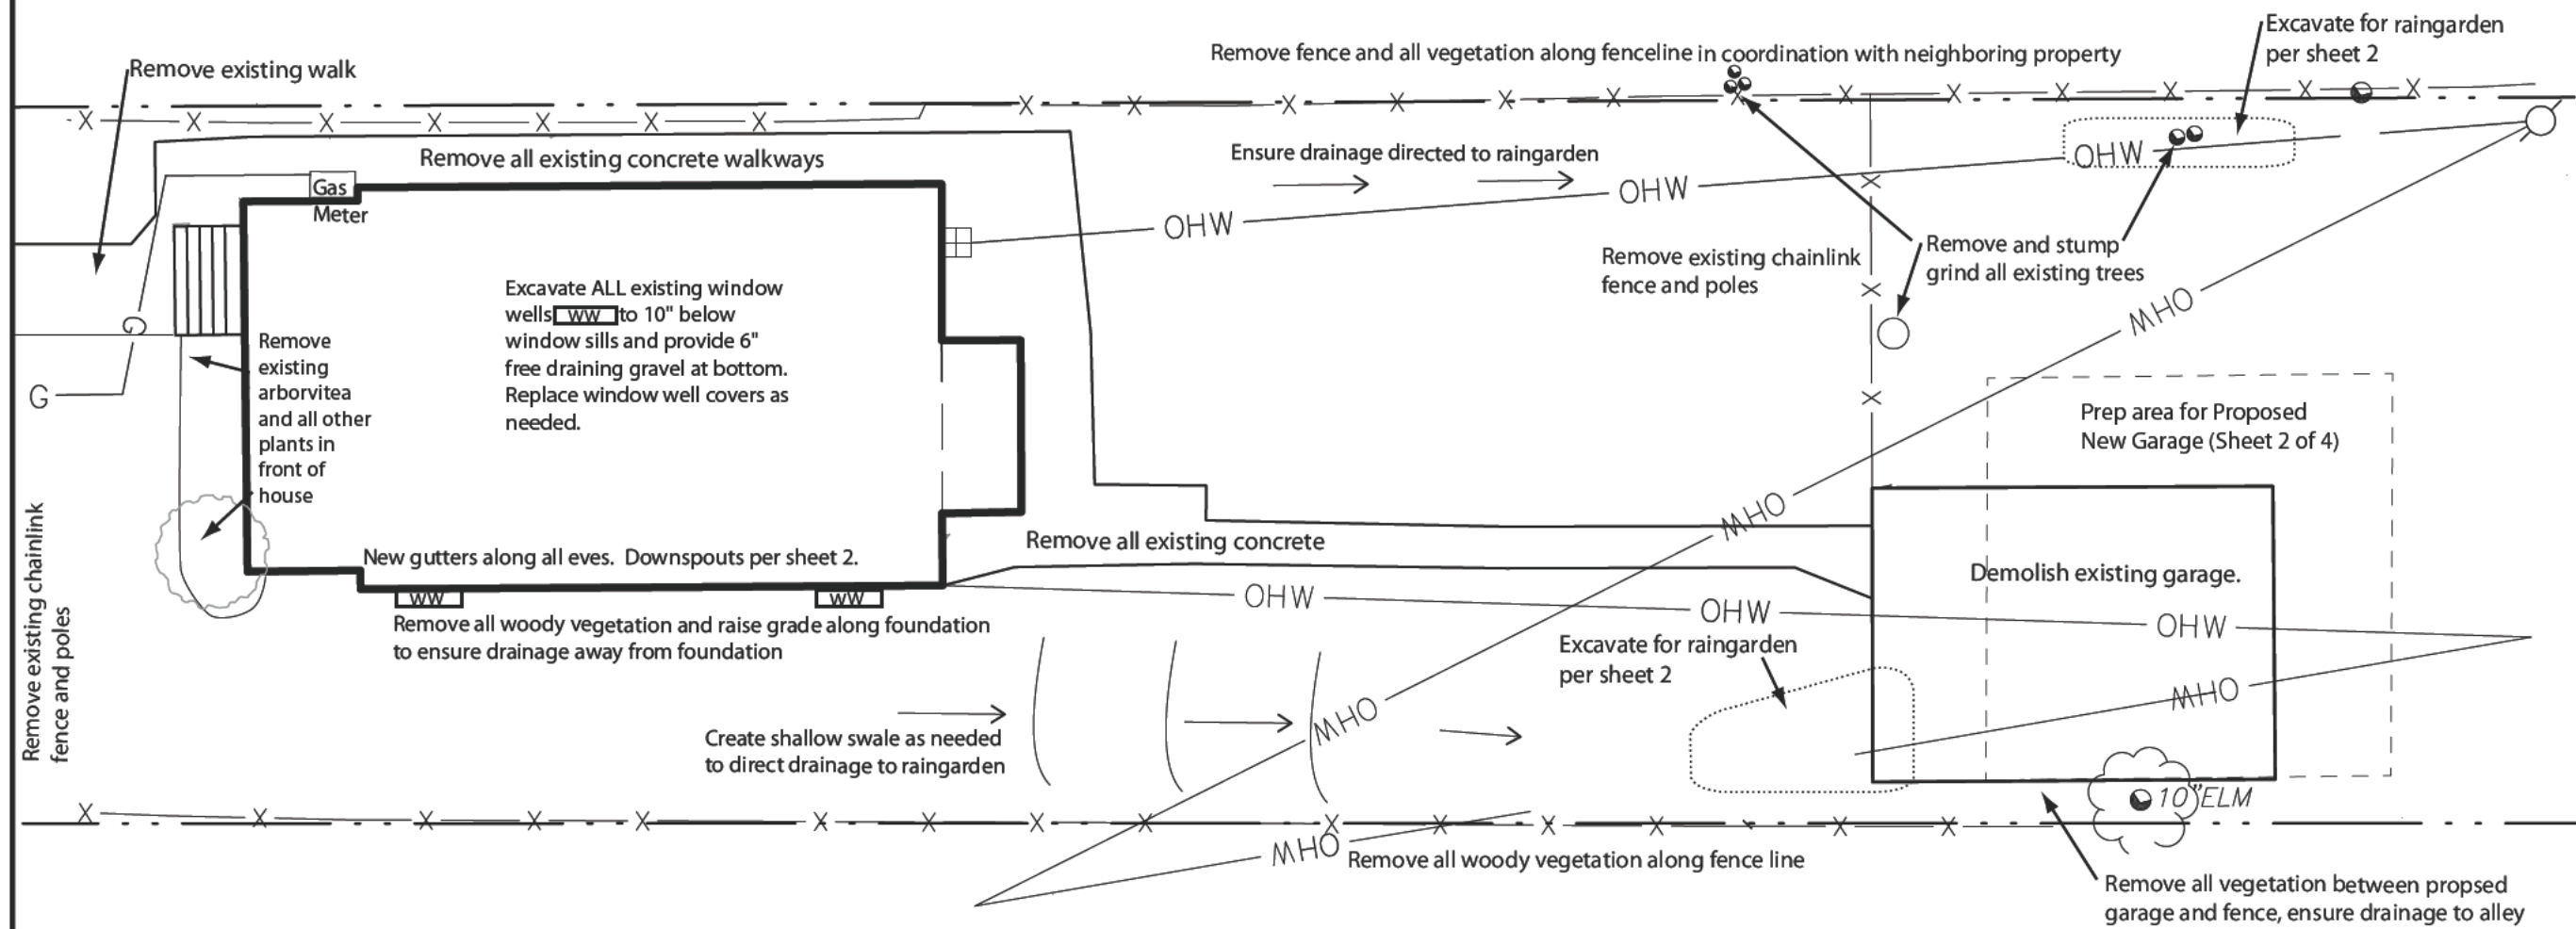 Remove existing walk
Remove fence and all vegetation along fenceline in coordination with neighboring property
Excavate for raingarden
per sheet 2
X X X X X X X
X X X X X X X X X X X X X
Remove all existing concrete walkways
Gas
Meter
Ensure drainage directed to raingarden
OHW
OHW
OHW
X
X
X
Remove existing chainlink
fence and poles
Remove and stump
grind all existing trees
Excavate ALL existing window
wells WW to 10" below
window sills and provide 6"
free draining gravel at bottom.
Replace window well covers as
needed.
G
G
Remove
existing
arborvitea
and all other
plants in
front of
house
OHW
OHW
OHW
OHW
OHW
OHW
OHW
OHW
Prep area for Proposed
New Garage (Sheet 2 of 4)
Remove existing chainlink
fence and poles
New gutters along all eves. Downspouts per sheet 2.
Remove all existing concrete
Demolish existing garage.
WW
WW
Remove all woody vegetation and raise grade along foundation
to ensure drainage away from foundation
Excavate for raingarden
per sheet 2
Create shallow swale as needed
to direct drainage to raingarden
10"ELM
X X X X X X X X X X X X X X X
Remove all woody vegetation along fence line
Remove all vegetation between propsed
garage and fence, ensure drainage to alley